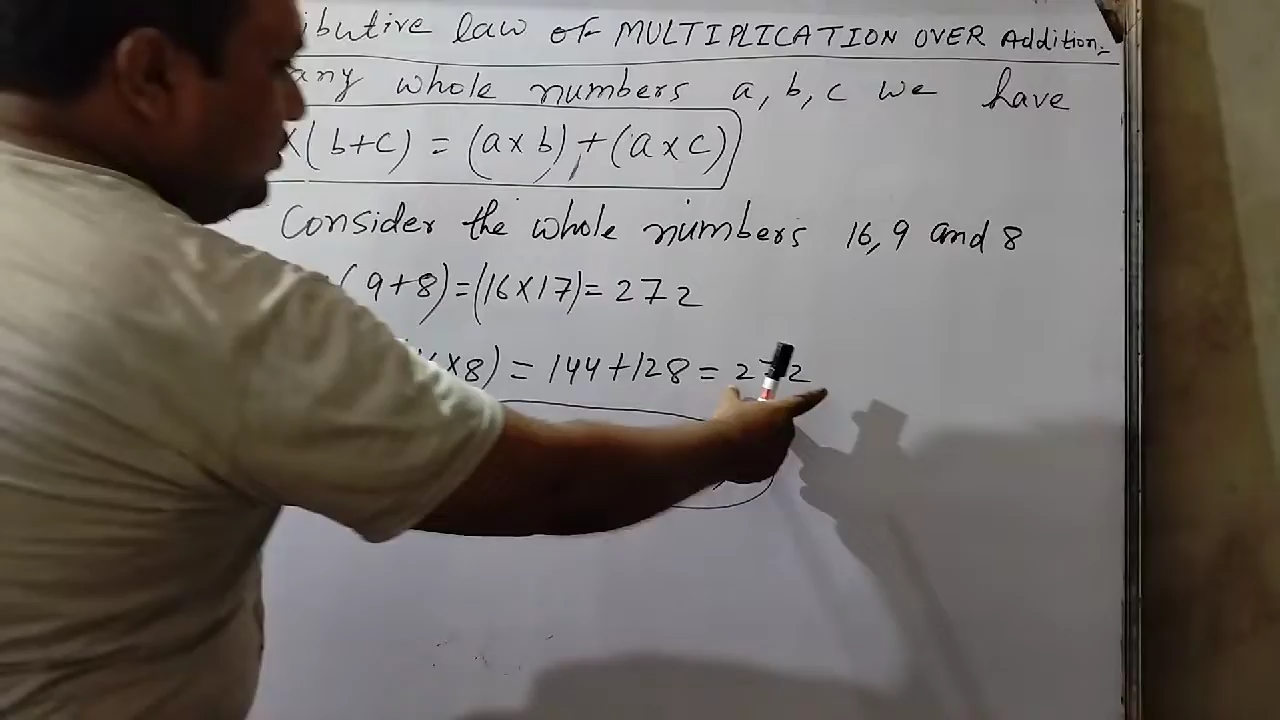 ibutive law of MULTIPLICATION OVER Addition
any whole numbers a, b, c we have
×(b+c) = (a×b)+(a×c)
Consider the whole numbers 16, 9 and 8
(9+8)=(16×17)=272
×8) = 144+128=272